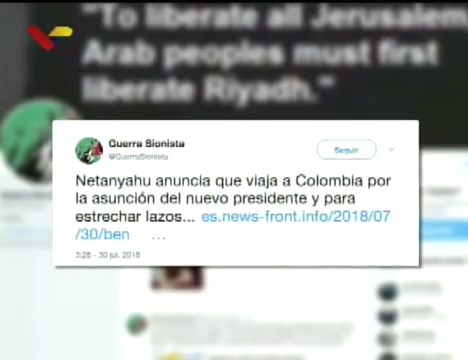 "To liberate all Jerusalem
Arab peoples must first
liberate Riyadh."
Guerra Sionista
@GuerraSionista
Seguir
Netanyahu anuncia que viaja a Colombia por
la asunción del nuevo presidente y para
estrechar lazos... es.news-front.info/2018/07
/30/ben ...
3:28 - 30 jul. 2018